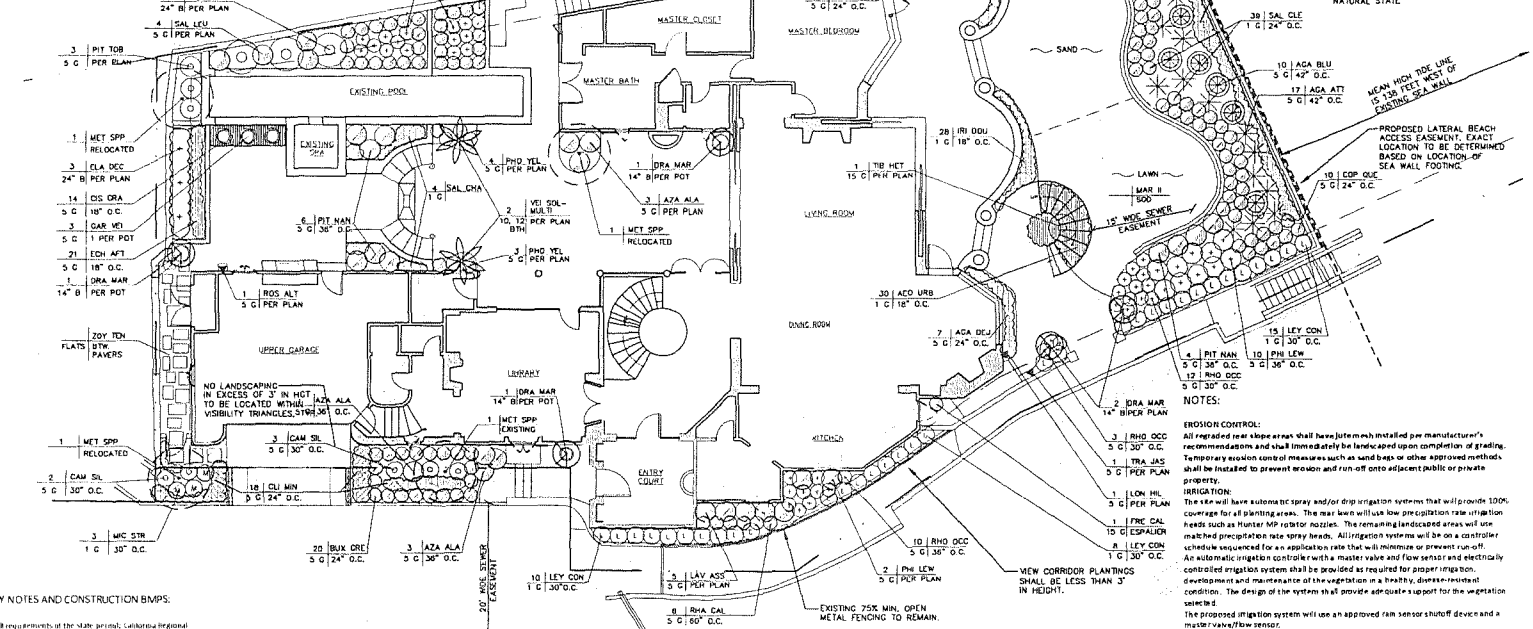 24" B PER PLAN
4 SAL LEU
5 G PER PLAN
3 PIT TOB
5 G PER PLAN
1 MET SPP
RELOCATED
3 CLA DEC
24" B PER PLAN
14 CIS CRA
5 G 18" O.C.
3 GAR VEI
5 G 1 PER POT
21 ECH AFT
5 G 18" O.C.
1 DRA MAR
14" B PER POT
ZOY TEN
FLATS BTW.
PAVERS
1 MET SPP
RELOCATED
2 CAM SIL
5 G 30" O.C.
3 MIC STR
1 G 30" O.C.
EXISTING POOL
EXISTING
SPA
6 PIT NAN
5 G 36" O.C.
4 SAL CHA
1 G
4 PHO YEL
5 G PER PLAN
2 VEI SOL-
MULTI
10, 12 PER PLAN
BTH
3 PHO YEL
5 G PER PLAN
1 ROS ALT
5 G PER PLAN
MASTER CLOSET
MASTER BATH
MASTER BEDROOM
5 G 24" O.C.
1 DRA MAR
14" B PER POT
3 AZA ALA
5 G PER PLAN
1 MET SPP
RELOCATED
1 TIB HET
15 G PER PLAN
LIVING ROOM
28 IRI DOU
1 G 18" O.C.
30 AEO URB
1 G 18" O.C.
DINING ROOM
7 AGA DEJ
5 G 24" O.C.
UPPER GARAGE
LIBRARY
NO LANDSCAPING
IN EXCESS OF 3' IN HGT
TO BE LOCATED WITHIN
VISIBILITY TRIANGLES,
AZA ALA
36" O.C.
1 DRA MAR
14" B PER POT
1 MET SPP
EXISTING
3 CAM SIL
5 G 30" O.C.
18 CLI MIN
5 G 24" O.C.
20 BUX GRE
5 G 24" O.C.
3 AZA ALA
5 G 36" O.C.
20' WIDE SEWER
EASEMENT
ENTRY
COURT
KITCHEN
10 LEY CON
1 G 30" O.C.
5 LAV ASS
5 G PER PLAN
6 RHA CAL
5 G 60" O.C.
EXISTING 75% MIN. OPEN
METAL FENCING TO REMAIN.
2 PHI LEW
5 G PER PLAN
10 RHO OCC
5 G 36" O.C.
VIEW CORRIDOR PLANTINGS
SHALL BE LESS THAN 3'
IN HEIGHT.
3 RHO OCC
5 G 30" O.C.
1 TRA JAS
5 G PER PLAN
1 LON HIL
5 G PER PLAN
1 FRE CAL
15 G ESPALIER
8 LEY CON
1 G 30" O.C.
2 DRA MAR
14" B PER PLAN
NATURAL STATE
39 SAL CLE
1 G 24" O.C.
SAND
10 AGA BLU
5 G 42" O.C.
17 AGA ATT
5 G 42" O.C.
MEAN HIGH TIDE LINE
IS 138 FEET WEST OF
EXISTING SEA WALL
PROPOSED LATERAL BEACH
ACCESS EASEMENT, EXACT
LOCATION TO BE DETERMINED
BASED ON LOCATION OF
SEA WALL FOOTING.
10 COP QUE
5 G 24" O.C.
LAWN
MAR II
SOD
15' WIDE SEWER
EASEMENT
15 LEY CON
1 G 30" O.C.
4 PIT NAN
5 G 36" O.C.
10 PHI LEW
5 G 36" O.C.
12 RHO OCC
5 G 30" O.C.
NOTES:
EROSION CONTROL:
All regraded rear slope areas shall have jute mesh installed per manufacturer's
recommendations and shall immediately be landscaped upon completion of grading.
Temporary erosion control measures such as sand bags or other approved methods
shall be installed to prevent erosion and run-off onto adjacent public or private
property.
IRRIGATION:
The site will have automatic spray and/or drip irrigation systems that will provide 100%
coverage for all planting areas. The rear lawn will use low precipitation rate irrigation
heads such as Hunter MP rotator nozzles. The remaining landscaped areas will use
matched precipitation rate spray heads. All irrigation systems will be on a controller
schedule sequenced for an application rate that will minimize or prevent run-off.
An automatic irrigation controller with a master valve and flow sensor and electrically
controlled irrigation system shall be provided as required for proper irrigation,
development and maintenance of the vegetation in a healthy, disease-resistant
condition. The design of the system shall provide adequate support for the vegetation
selected.
The proposed irrigation system will use an approved rain sensor shutoff device and a
master valve/flow sensor.
Y NOTES AND CONSTRUCTION BMPS:
requirements of the state permit; California Regional